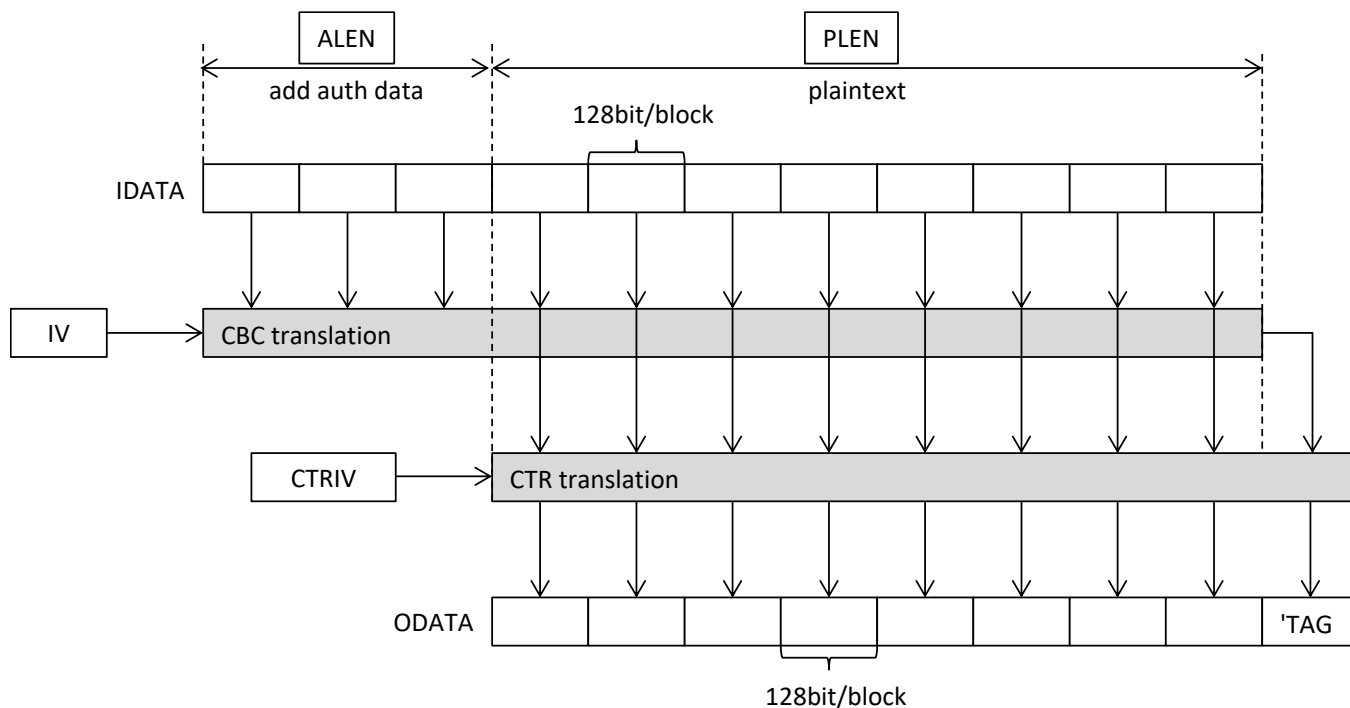 ALEN
PLEN
add auth data
plaintext
128bit/block
IDATA
IV
CBC translation
CTRIV
CTR translation
ODATA
'TAG
128bit/block